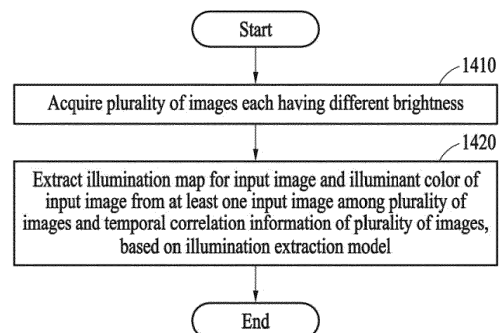 Start
1410
Acquire plurality of images each having different brightness
1420
Extract illumination map for input image and illuminant color of
input image from at least one input image among plurality of
images and temporal correlation information of plurality of images,
based on illumination extraction model
End